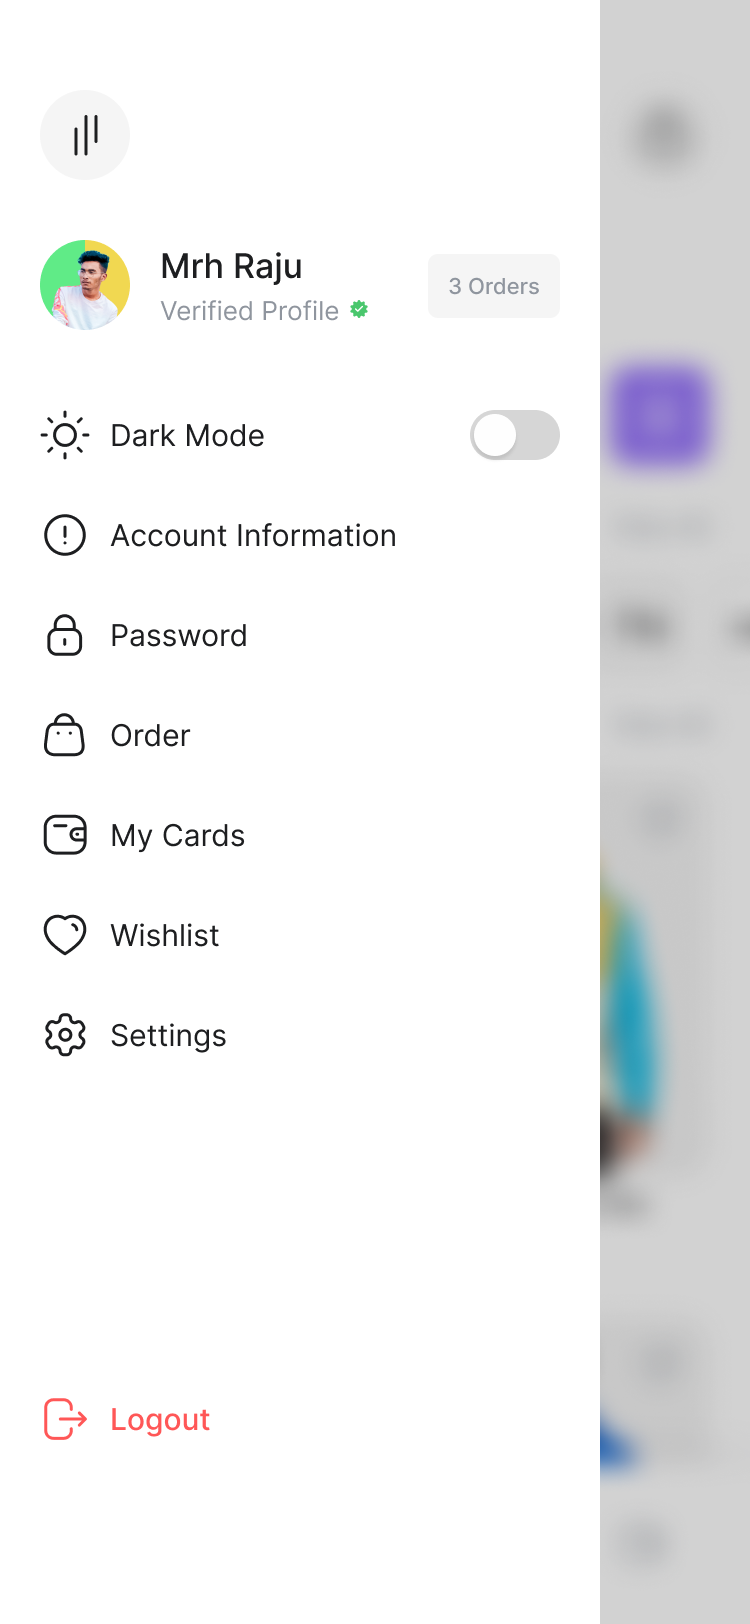 Mrh Raju
Verified Profile
3 Orders
Dark Mode
Account Information
Password
Order
My Cards
Wishlist
Settings
Logout